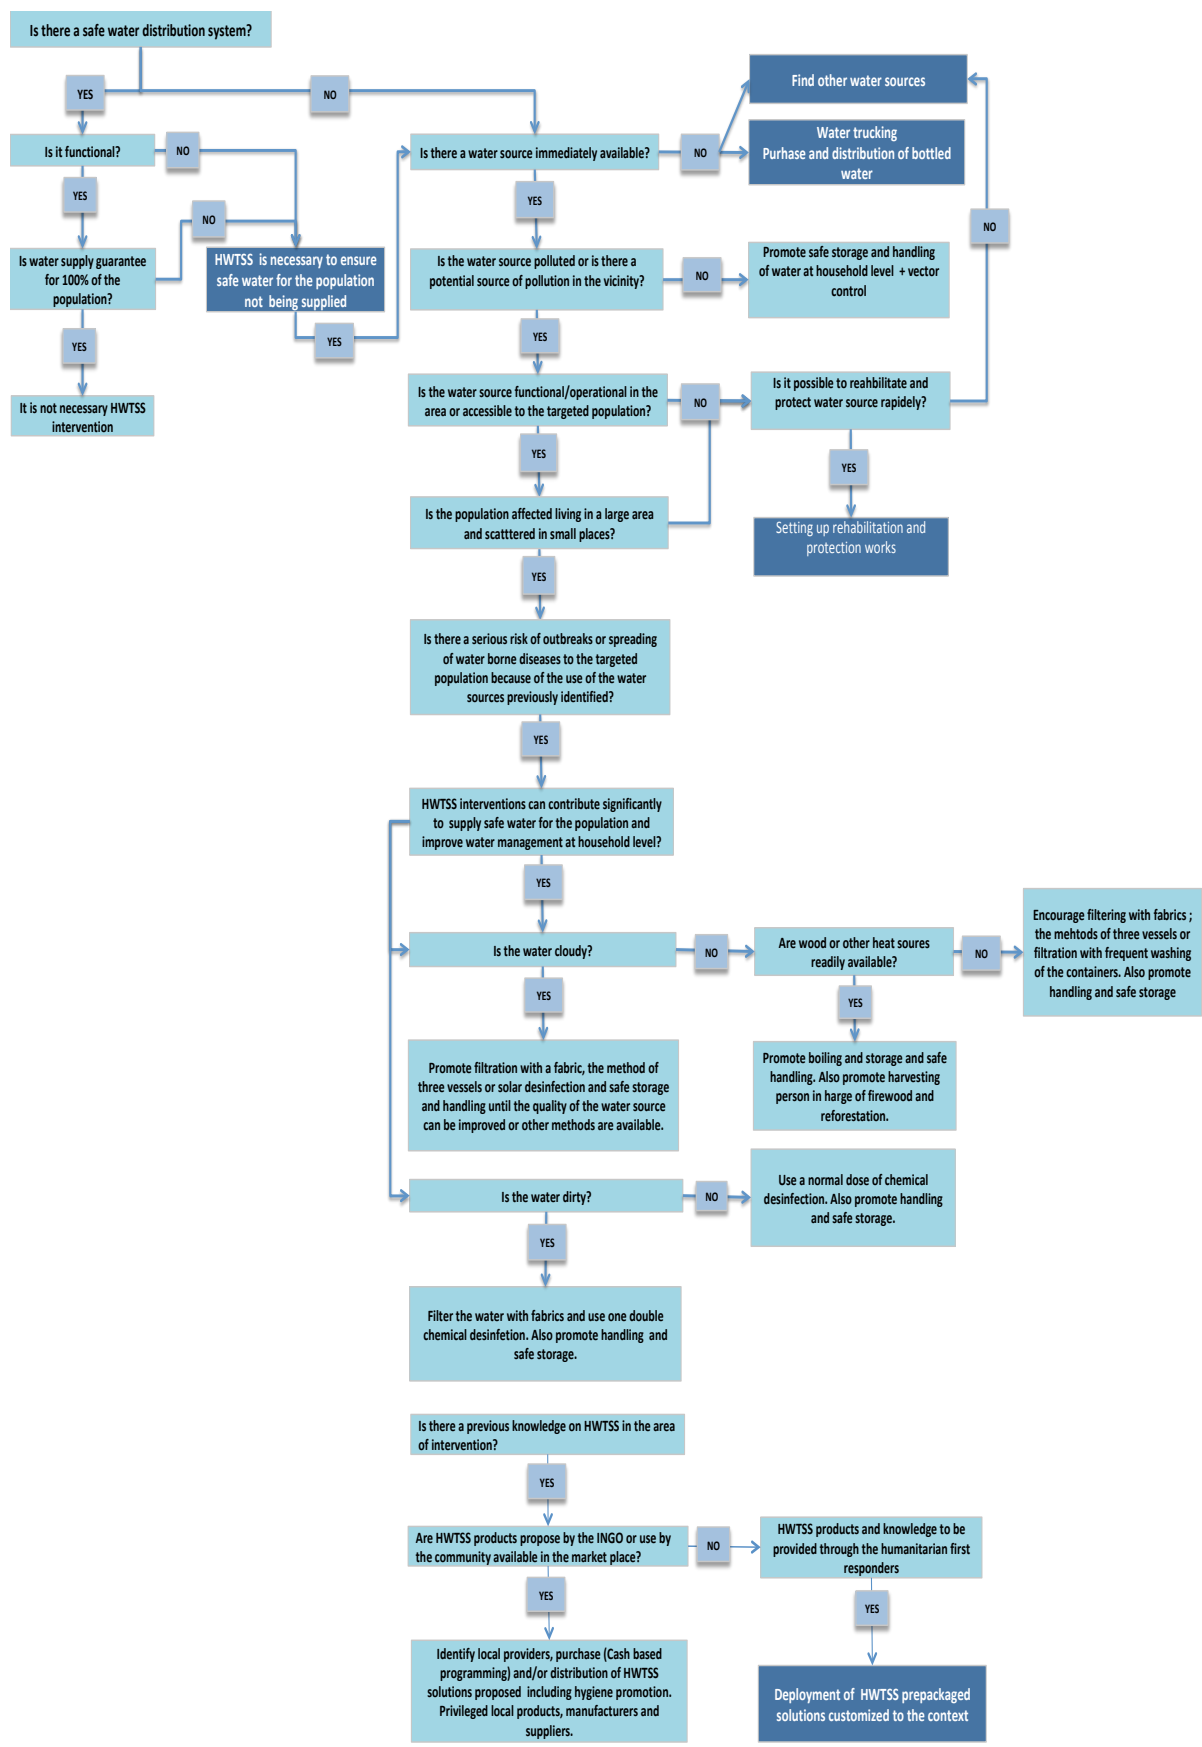 Is there a safe water distribution system?
YES
NO
Find other water sources
Is it functional?
NO
Is there a water source immediately available?
NO
Water trucking
Purhase and distribution of bottled
water
YES
YES
NO
NO
Is water supply guarantee
for 100% of the
population?
HWTSS is necessary to ensure
safe water for the population
not being supplied
Is the water source polluted or is there a
potential source of pollution in the vicinity?
NO
Promote safe storage and handling
of water at household level + vector
control
YES
YES
YES
It is not necessary HWTSS
intervention
Is the water source functional/operational in the
area or accessible to the targeted population?
NO
Is it possible to reahbilitate and
protect water source rapidely?
YES
YES
Is the population affected living in a large area
and scatttered in small places?
Setting up rehabilitation and
protection works
YES
Is there a serious risk of outbreaks or spreading
of water borne diseases to the targeted
population because of the use of the water
sources previously identified?
YES
HWTSS interventions can contribute significantly
to supply safe water for the population and
improve water management at household level?
YES
Is the water cloudy?
NO
Are wood or other heat soures
readily available?
NO
Encourage filtering with fabrics ;
the mehtods of three vessels or
filtration with frequent washing
of the containers. Also promote
handling and safe storage
YES
YES
Promote filtration with a fabric, the method of
three vessels or solar desinfection and safe storage
and handling until the quality of the water source
can be improved or other methods are available.
Promote boiling and storage and safe
handling. Also promote harvesting
person in harge of firewood and
reforestation.
Is the water dirty?
NO
Use a normal dose of chemical
desinfection. Also promote handling
and safe storage.
YES
Filter the water with fabrics and use one double
chemical desinfetion. Also promote handling and
safe storage.
Is there a previous knowledge on HWTSS in the area
of intervention?
YES
Are HWTSS products propose by the INGO or use by
the community available in the market place?
NO
HWTSS products and knowledge to be
provided through the humanitarian first
responders
YES
YES
Identify local providers, purchase (Cash based
programming) and/or distribution of HWTSS
solutions proposed including hygiene promotion.
Privileged local products, manufacturers and
suppliers.
Deployment of HWTSS prepackaged
solutions customized to the context